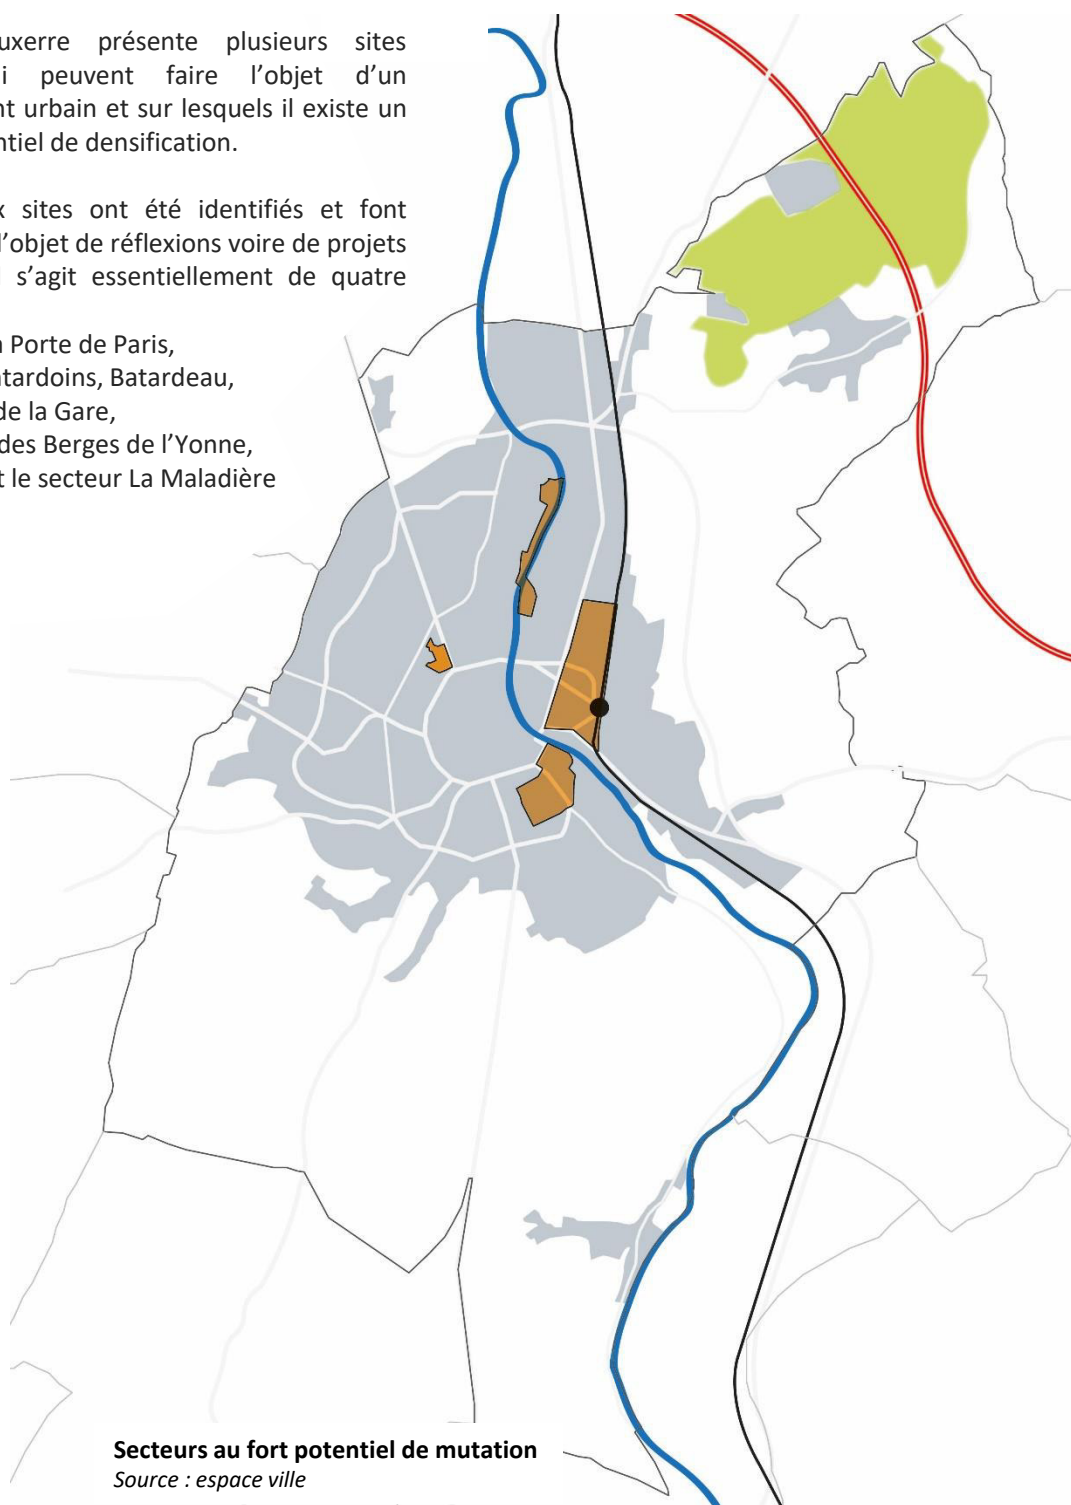 uxerre présente plusieurs sites
i peuvent faire l’objet d’un
nt urbain et sur lesquels il existe un
ntiel de densification.
x sites ont été identifiés et font
l’objet de réflexions voire de projets
l s’agit essentiellement de quatre
a Porte de Paris,
atardoins, Batardeau,
de la Gare,
des Berges de l’Yonne,
t le secteur La Maladière
Secteurs au fort potentiel de mutation
Source : espace ville